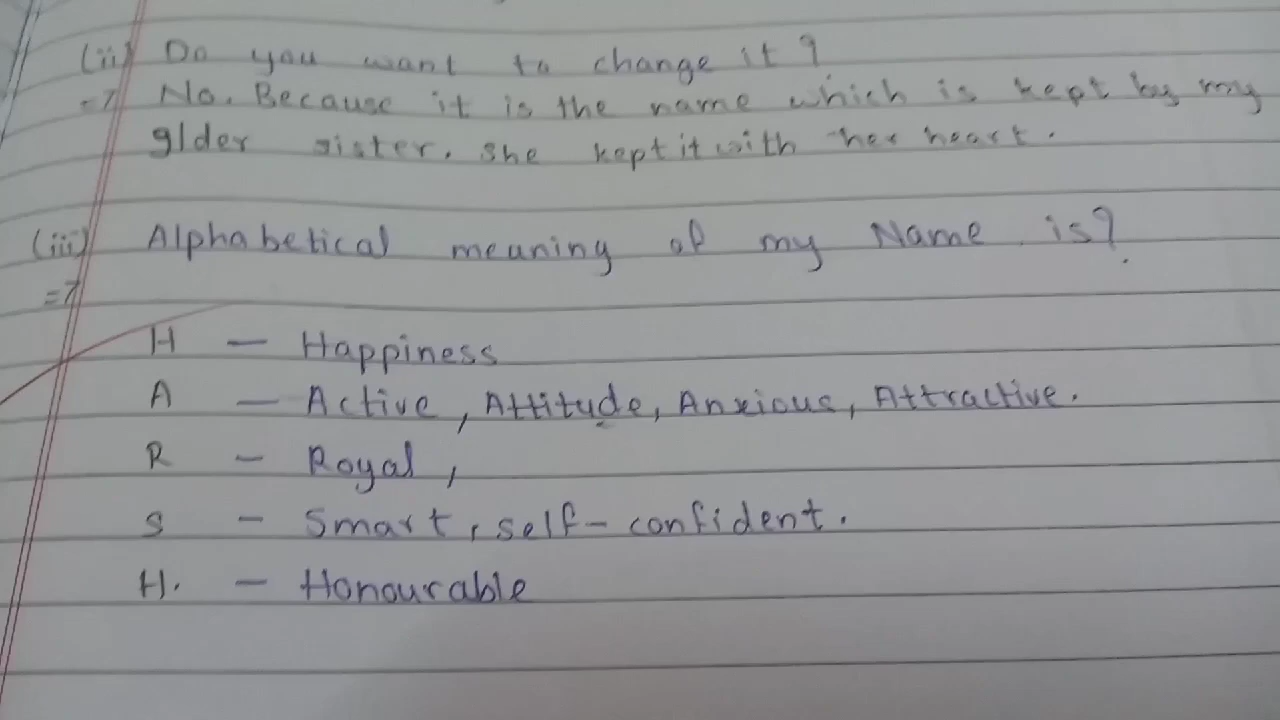 (ii) Do you want to change it?
=> No. Because it is the name which is kept by my
glder sister. She kept it with her heart.
(iii) Alphabetical meaning of my Name is?
=>
H — Happiness
A — Active, Attitude, Anxious, Attractive.
R — Royal,
S — Smart, self-confident.
H. — Honourable